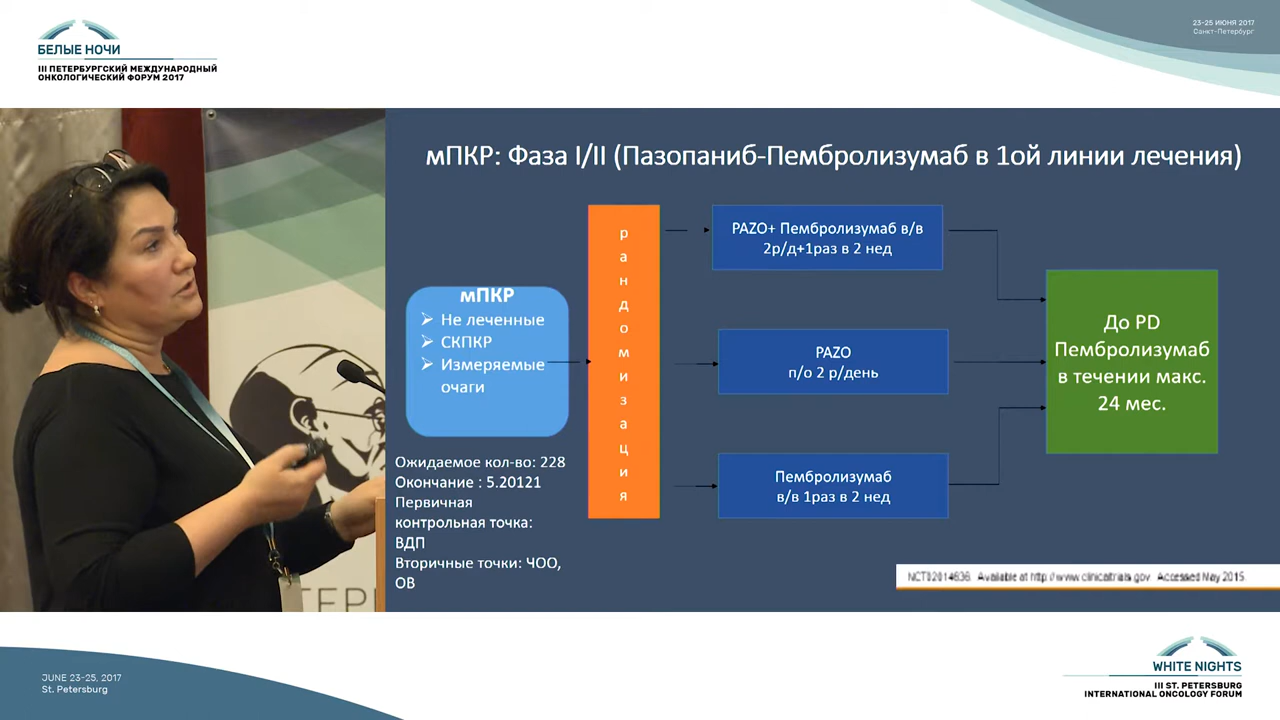 БЕЛЫЕ НОЧИ
III ПЕТЕРБУРГСКИЙ МЕЖДУНАРОДНЫЙ
ОНКОЛОГИЧЕСКИЙ ФОРУМ 2017
23-25 ИЮНЯ 2017
Санкт-Петербург
мПКР: Фаза I/II (Пазопаниб-Пембролизумаб в 1ой линии лечения)
мПКР
➢ Не леченные
➢ СКПКР
➢ Измеряемые
очаги
рандомизация
PAZO+ Пембролизумаб в/в
2р/д+1раз в 2 нед
PAZO
п/о 2 р/день
Пембролизумаб
в/в 1раз в 2 нед
До PD
Пембролизумаб
в течении макс.
24 мес.
Ожидаемое кол-во: 228
Окончание : 5.20121
Первичная
контрольная точка:
ВДП
Вторичные точки: ЧОО,
ОВ
NCT02014636. Available at http://www.clinicaltrials.gov. Accessed May 2015.
ТЕРБ
JUNE 23-25, 2017
St. Petersburg
WHITE NIGHTS
III ST. PETERSBURG
INTERNATIONAL ONCOLOGY FORUM